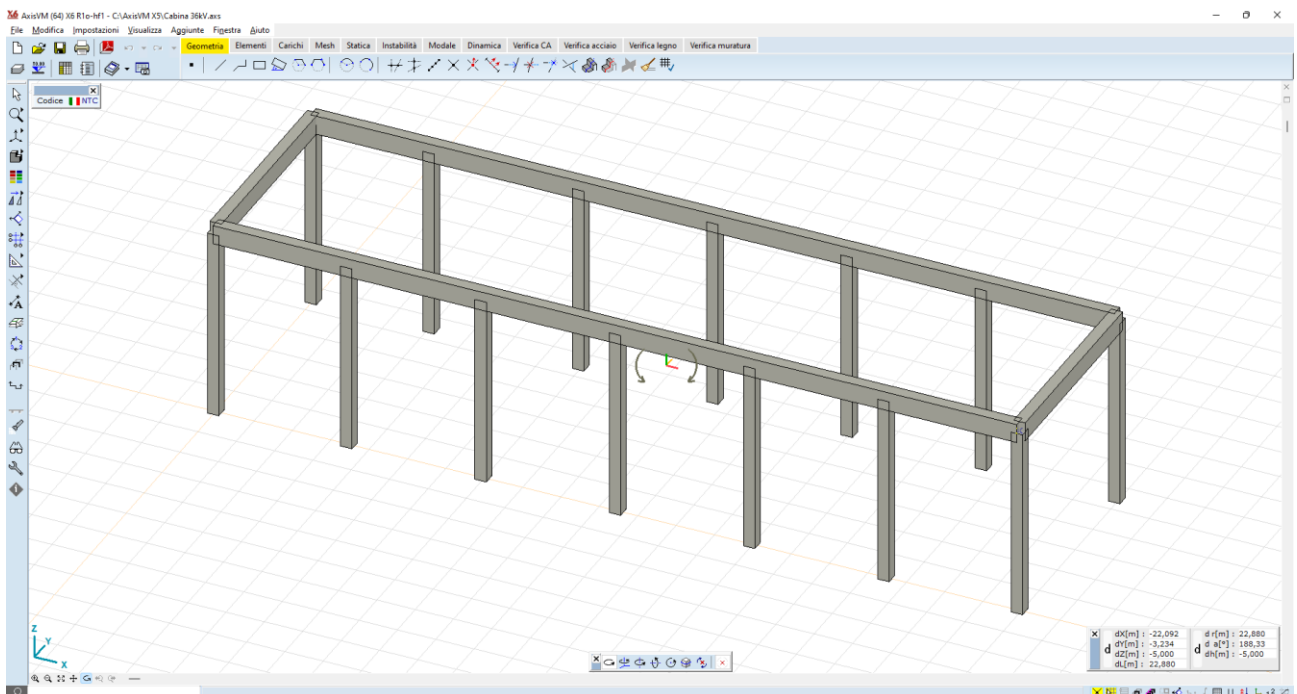 X6 AxisVM (64) X6 R1o-hf1 - C:\AxisVM X5\Cabina 36kV.axs
File Modifica Impostazioni Visualizza Aggiunte Finestra Aiuto
Geometria Elementi Carichi Mesh Statica Instabilità Modale Dinamica Verifica CA Verifica acciaio Verifica legno Verifica muratura
Codice NTC
Z
Y
X
dX[m] : -22,092 d r[m] : 22,880
d dY[m] : -3,234 d d a[°] : 188,33
dZ[m] : -5,000 dh[m] : -5,000
dL[m] : 22,880